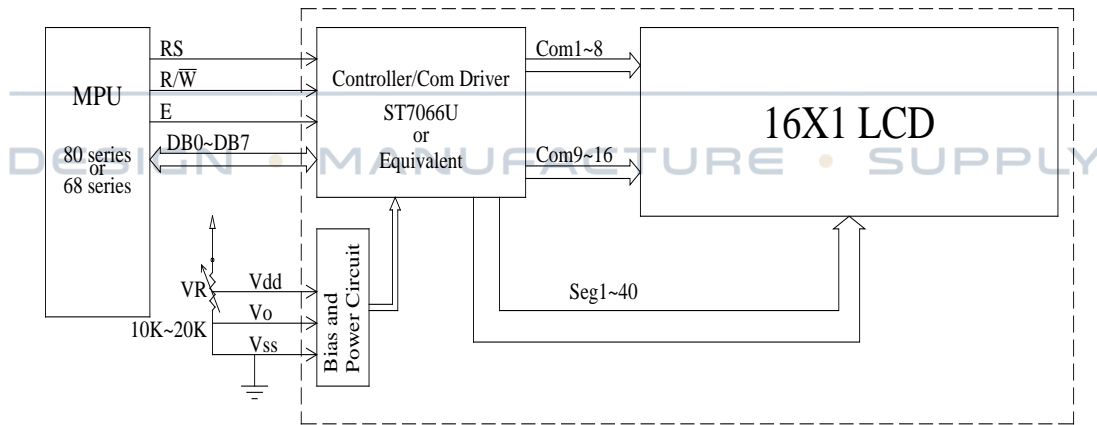 MPU
80 series
or
68 series
RS
R/W̅
E
DB0~DB7
Controller/Com Driver
ST7066U
or
Equivalent
Com1~8
Com9~16
16X1 LCD
DESIGN • MANUFACTURE • SUPPLY
VR
10K~20K
Vdd
Vo
Vss
Bias and
Power Circuit
Seg1~40